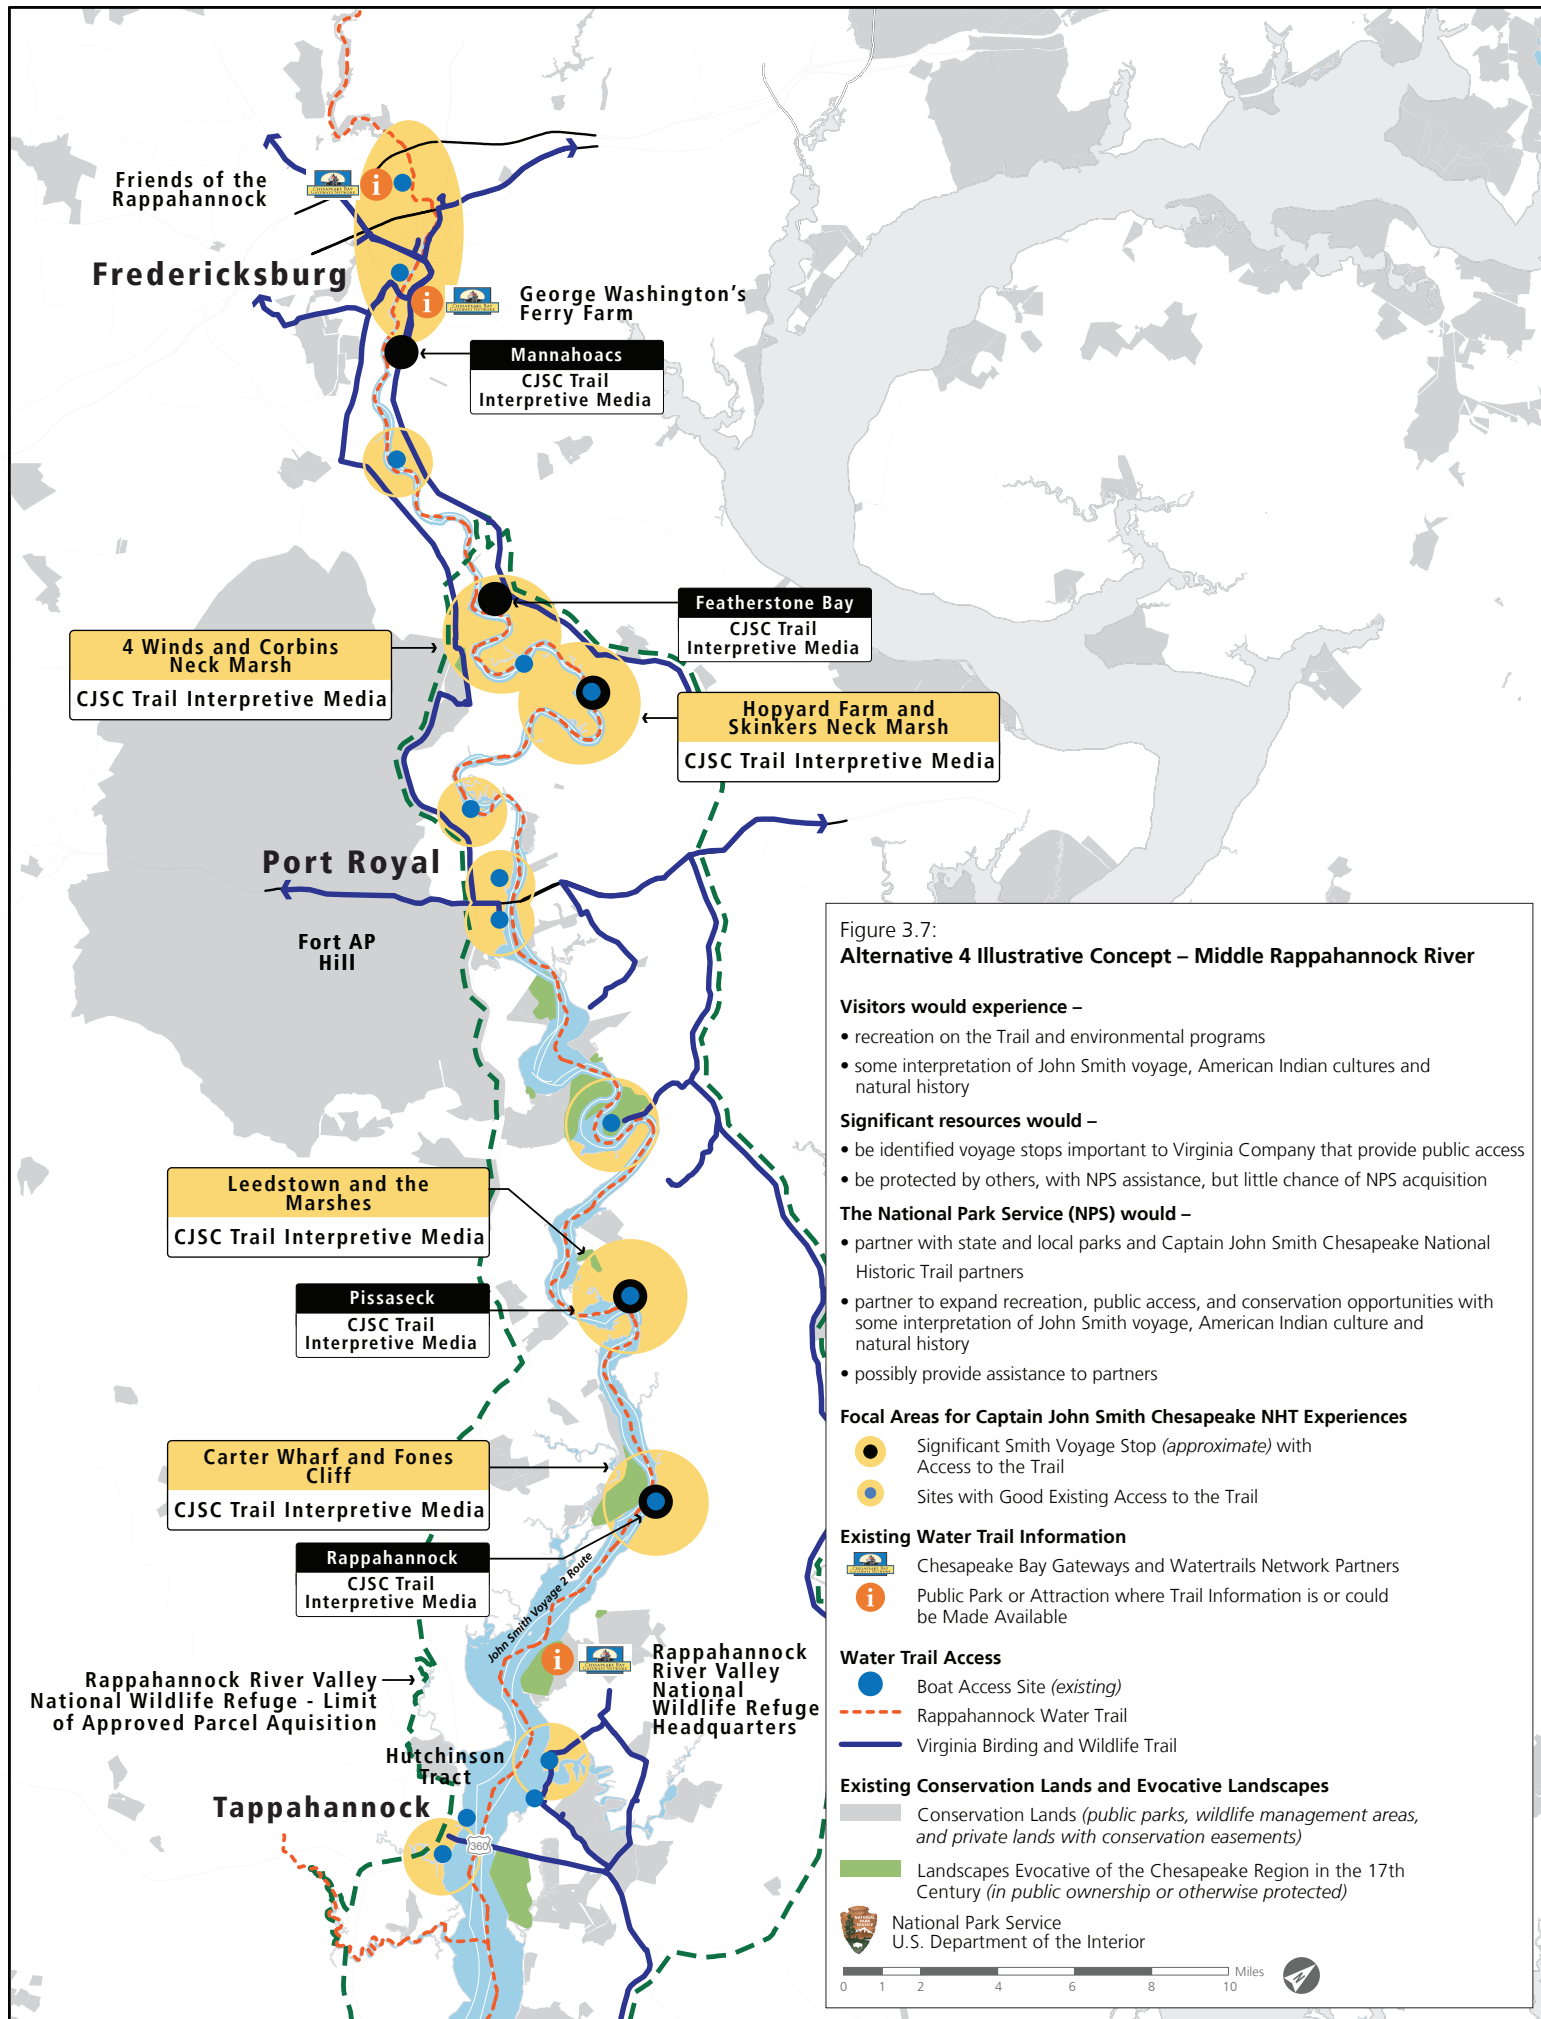 Friends of the
Rappahannock
i
Fredericksburg
i
George Washington's
Ferry Farm
Mannahoacs
CJSC Trail
Interpretive Media
Featherstone Bay
CJSC Trail
Interpretive Media
4 Winds and Corbins
Neck Marsh
CJSC Trail Interpretive Media
Hopyard Farm and
Skinkers Neck Marsh
CJSC Trail Interpretive Media
Port Royal
Fort AP
Hill
Leedstown and the
Marshes
CJSC Trail Interpretive Media
Pissaseck
CJSC Trail
Interpretive Media
Carter Wharf and Fones
Cliff
CJSC Trail Interpretive Media
Rappahannock
CJSC Trail
Interpretive Media
John Smith Voyage 2 Route
i
Rappahannock
River Valley
National
Wildlife Refuge
Headquarters
Rappahannock River Valley
National Wildlife Refuge - Limit
of Approved Parcel Aquisition
Hutchinson
Tract
Tappahannock
360
Figure 3.7:
Alternative 4 Illustrative Concept – Middle Rappahannock River
Visitors would experience –
• recreation on the Trail and environmental programs
• some interpretation of John Smith voyage, American Indian cultures and
natural history
Significant resources would –
• be identified voyage stops important to Virginia Company that provide public access
• be protected by others, with NPS assistance, but little chance of NPS acquisition
The National Park Service (NPS) would –
• partner with state and local parks and Captain John Smith Chesapeake National
Historic Trail partners
• partner to expand recreation, public access, and conservation opportunities with
some interpretation of John Smith voyage, American Indian culture and
natural history
• possibly provide assistance to partners
Focal Areas for Captain John Smith Chesapeake NHT Experiences
Significant Smith Voyage Stop (approximate) with
Access to the Trail
Sites with Good Existing Access to the Trail
Existing Water Trail Information
Chesapeake Bay Gateways and Watertrails Network Partners
i
Public Park or Attraction where Trail Information is or could
be Made Available
Water Trail Access
Boat Access Site (existing)
Rappahannock Water Trail
Virginia Birding and Wildlife Trail
Existing Conservation Lands and Evocative Landscapes
Conservation Lands (public parks, wildlife management areas,
and private lands with conservation easements)
Landscapes Evocative of the Chesapeake Region in the 17th
Century (in public ownership or otherwise protected)
National Park Service
U.S. Department of the Interior
Miles
0 1 2 4 6 8 10
N